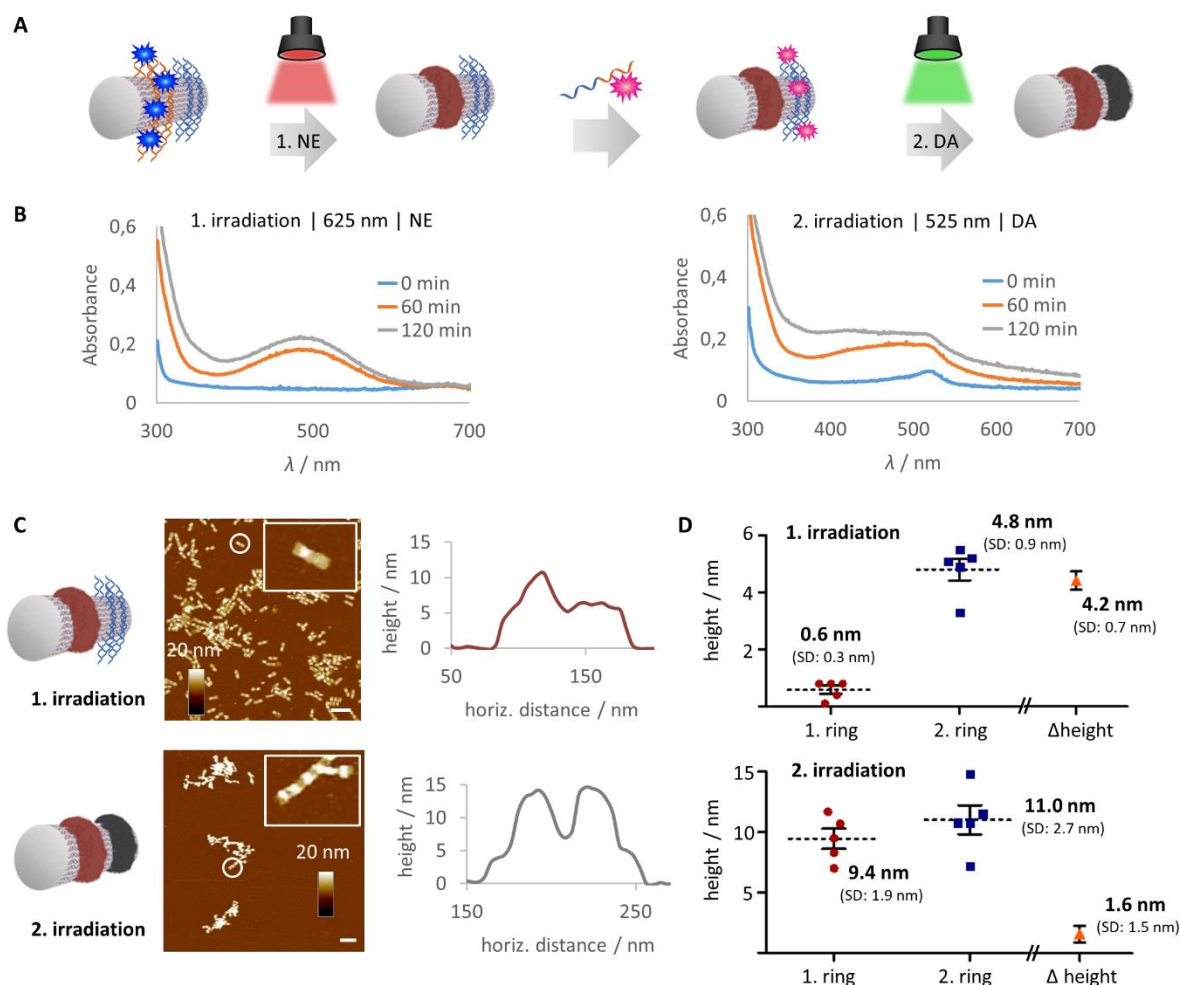 A
1. NE
2. DA
B
1. irradiation | 625 nm | NE
0,6
0,4
0,2
0
Absorbance
0 min
60 min
120 min
300
500
700
λ / nm
2. irradiation | 525 nm | DA
0,6
0,4
0,2
0
Absorbance
0 min
60 min
120 min
300
400
500
600
700
λ / nm
C
1. irradiation
20 nm
15
10
5
0
height / nm
50
150
horiz. distance / nm
2. irradiation
20 nm
15
10
5
0
height / nm
150
250
horiz. distance / nm
D
1. irradiation
6
4
2
height / nm
0.6 nm
(SD: 0.3 nm)
4.8 nm
(SD: 0.9 nm)
4.2 nm
(SD: 0.7 nm)
1. ring
2. ring
Δheight
2. irradiation
15
10
5
height / nm
9.4 nm
(SD: 1.9 nm)
11.0 nm
(SD: 2.7 nm)
1.6 nm
(SD: 1.5 nm)
1. ring
2. ring
Δ height